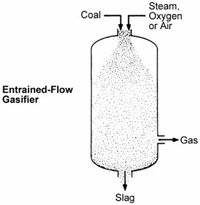 Coal
Steam,
Oxygen
or Air
Entrained-Flow
Gasifier
Gas
Slag